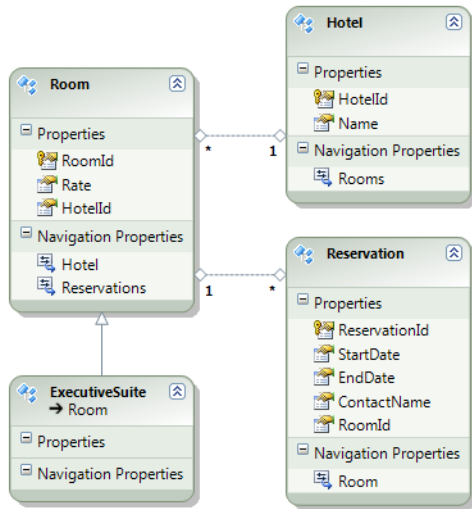 Room
Properties
RoomId
Rate
HotelId
Navigation Properties
Hotel
Reservations
* 1
1 *
Hotel
Properties
HotelId
Name
Navigation Properties
Rooms
Reservation
Properties
ReservationId
StartDate
EndDate
ContactName
RoomId
Navigation Properties
Room
ExecutiveSuite
→ Room
Properties
Navigation Properties